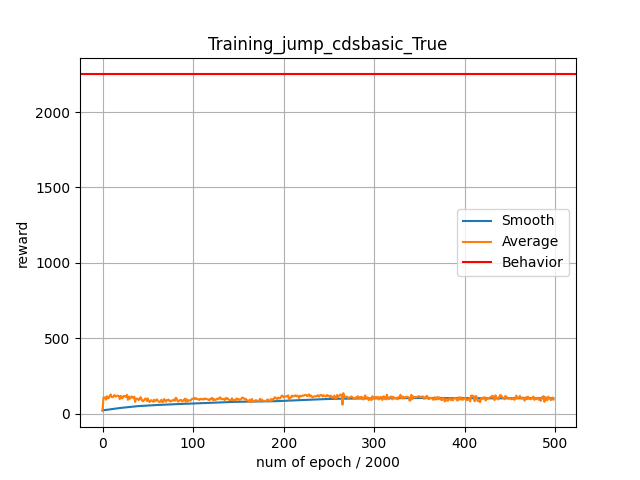 Training_jump_cdsbasic_True
reward
2000
1500
1000
500
0
Smooth
Average
Behavior
0 100 200 300 400 500
num of epoch / 2000